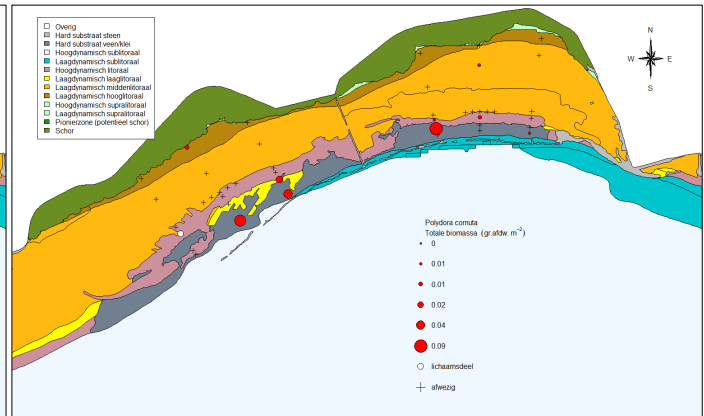 Overig
Hard substraat steen
Hard substraat veen/klei
Hoogdynamisch sublitoraal
Laagdynamisch sublitoraal
Hoogdynamisch litoraal
Laagdynamisch laaglitoraal
Laagdynamisch middenlitoraal
Laagdynamisch hooglitoraal
Hoogdynamisch supralitoraal
Laagdynamisch supralitoraal
Pionierzone (potentieel schor)
Schor
N
W E
S
Polydora cornuta
Totale biomassa (gr.afdw. m⁻²)
0
0.01
0.01
0.02
0.04
0.09
lichaamsdeel
afwezig